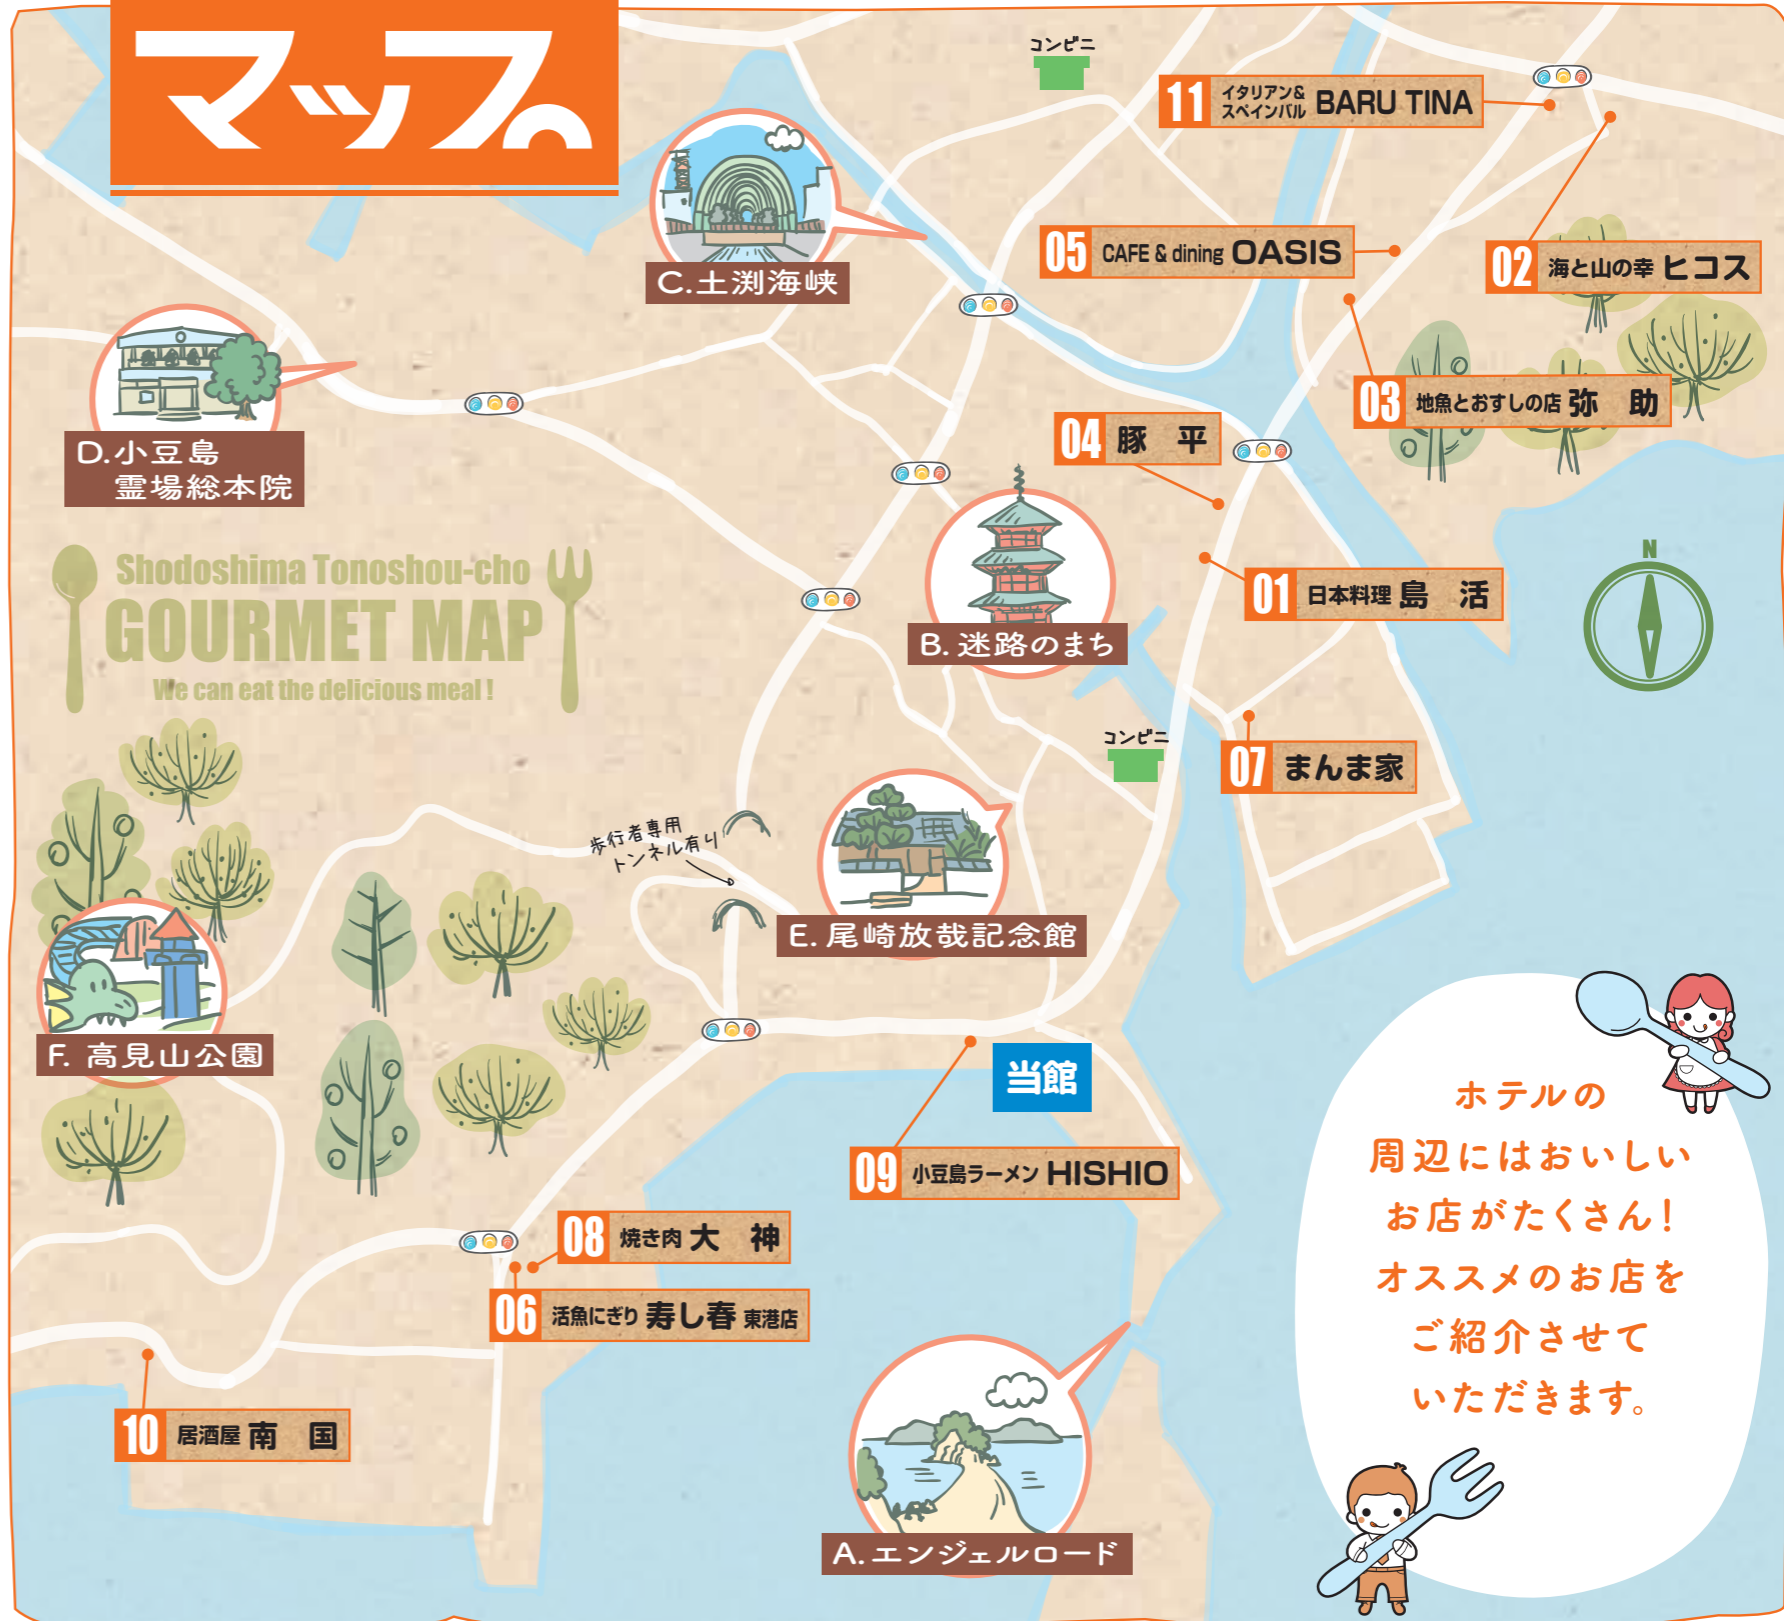 マップ。
コンビニ
11 イタリアン&
スペインバル BARU TINA
05 CAFE & dining OASIS
02 海と山の幸 ヒコス
C.土渕海峡
03 地魚とおすしの店 弥 助
04 豚 平
D.小豆島
霊場総本院
Shodoshima Tonoshou-cho
GOURMET MAP
We can eat the delicious meal !
N
01 日本料理 島 活
B. 迷路のまち
コンビニ
07 まんま家
歩行者専用
トンネル有り
E. 尾崎放哉記念館
F. 高見山公園
当館
09 小豆島ラーメン HISHIO
08 焼き肉 大 神
06 活魚にぎり 寿し春 東港店
10 居酒屋 南 国
A. エンジェルロード
ホテルの
周辺にはおいしい
お店がたくさん!
オススメのお店を
ご紹介させて
いただきます。